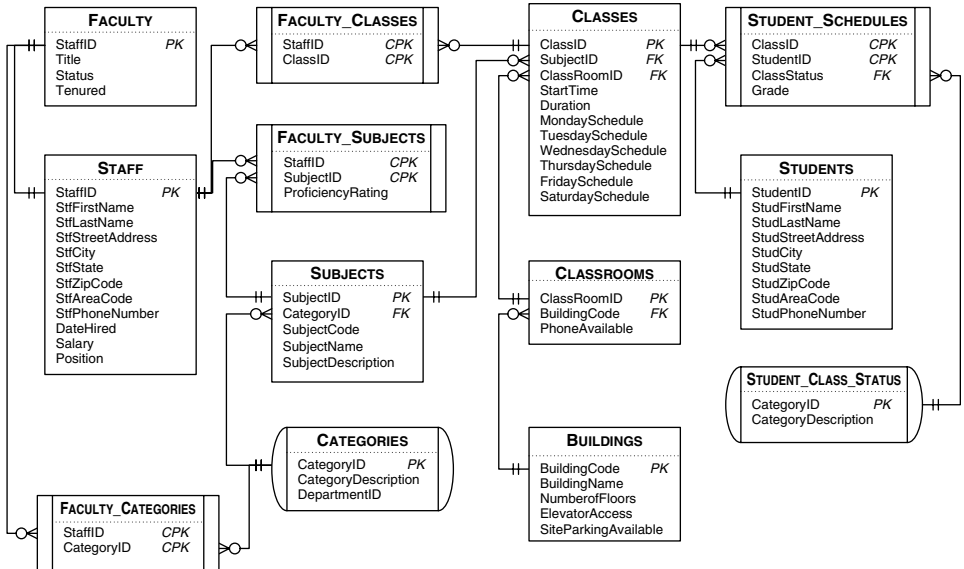 FACULTY
StaffID PK
Title
Status
Tenured
FACULTY_CLASSES
StaffID CPK
ClassID CPK
CLASSES
ClassID PK
SubjectID FK
ClassRoomID FK
StartTime
Duration
MondaySchedule
TuesdaySchedule
WednesdaySchedule
ThursdaySchedule
FridaySchedule
SaturdaySchedule
STUDENT_SCHEDULES
ClassID CPK
StudentID CPK
ClassStatus FK
Grade
STAFF
StaffID PK
StfFirstName
StfLastName
StfStreetAddress
StfCity
StfState
StfZipCode
StfAreaCode
StfPhoneNumber
DateHired
Salary
Position
FACULTY_SUBJECTS
StaffID CPK
SubjectID CPK
ProficiencyRating
STUDENTS
StudentID PK
StudFirstName
StudLastName
StudStreetAddress
StudCity
StudState
StudZipCode
StudAreaCode
StudPhoneNumber
SUBJECTS
SubjectID PK
CategoryID FK
SubjectCode
SubjectName
SubjectDescription
CLASSROOMS
ClassRoomID PK
BuildingCode FK
PhoneAvailable
STUDENT_CLASS_STATUS
CategoryID PK
CategoryDescription
CATEGORIES
CategoryID PK
CategoryDescription
DepartmentID
BUILDINGS
BuildingCode PK
BuildingName
NumberofFloors
ElevatorAccess
SiteParkingAvailable
FACULTY_CATEGORIES
StaffID CPK
CategoryID CPK